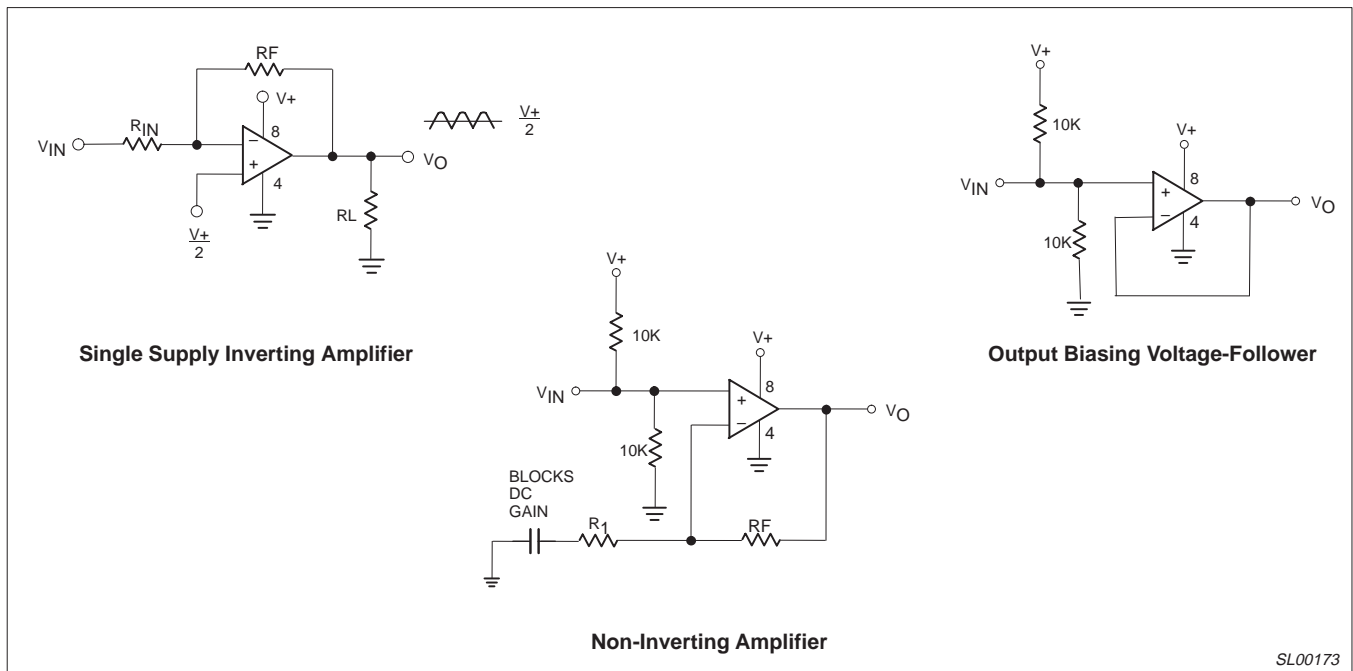 RF
V+
8
RIN
VIN
−
+
4
VO
V+
2
RL
V+
2
Single Supply Inverting Amplifier
V+
10K
V+
8
VIN
+
−
4
VO
10K
Output Biasing Voltage-Follower
V+
10K
V+
8
VIN
+
−
4
VO
10K
BLOCKS
DC
GAIN
R1
RF
Non-Inverting Amplifier
SL00173